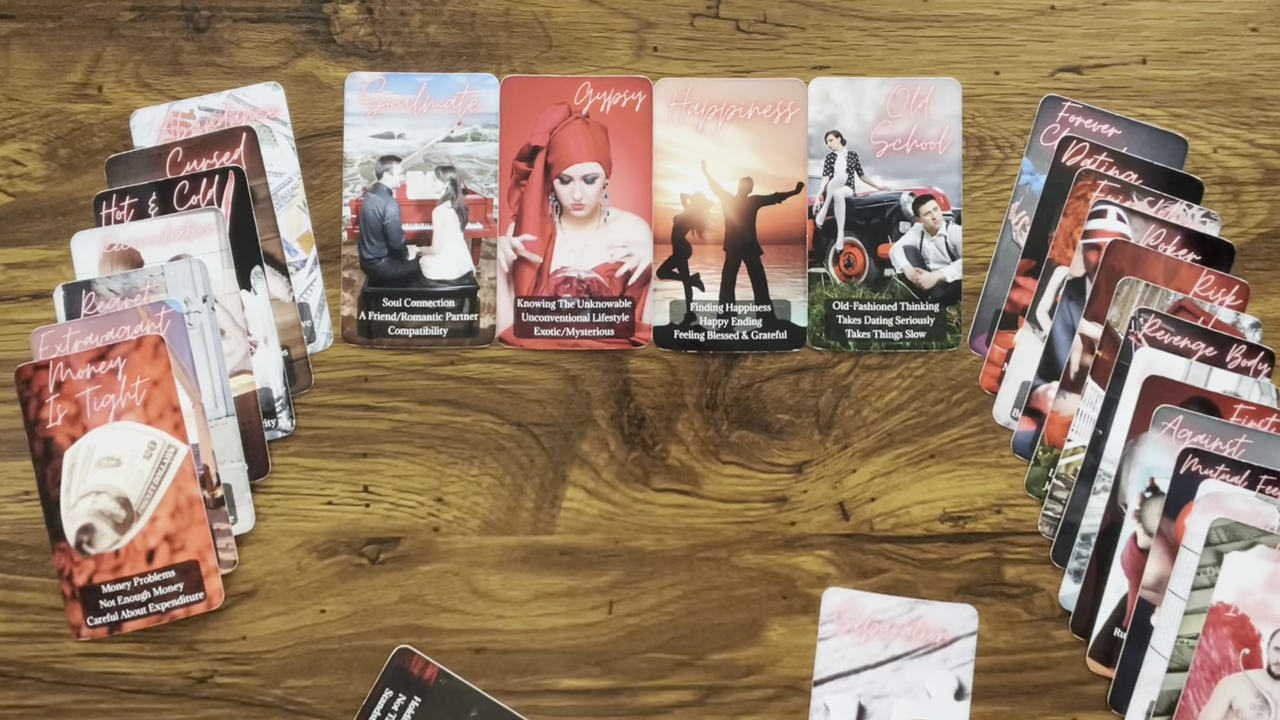 Abundance
Cursed
Hot & Cold
Regret
Extravagant
Money
Is Tight
Money Problems
Not Enough Money
Careful About Expenditure
Soulmate
Soul Connection
A Friend/Romantic Partner
Compatibility
Gypsy
Knowing The Unknowable
Unconventional Lifestyle
Exotic/Mysterious
Happiness
Finding Happiness
Happy Ending
Feeling Blessed & Grateful
Old
School
Old-Fashioned Thinking
Takes Dating Seriously
Takes Things Slow
Forever
Dating
Poker
Risk
Revenge Body
First
Against
Mutual